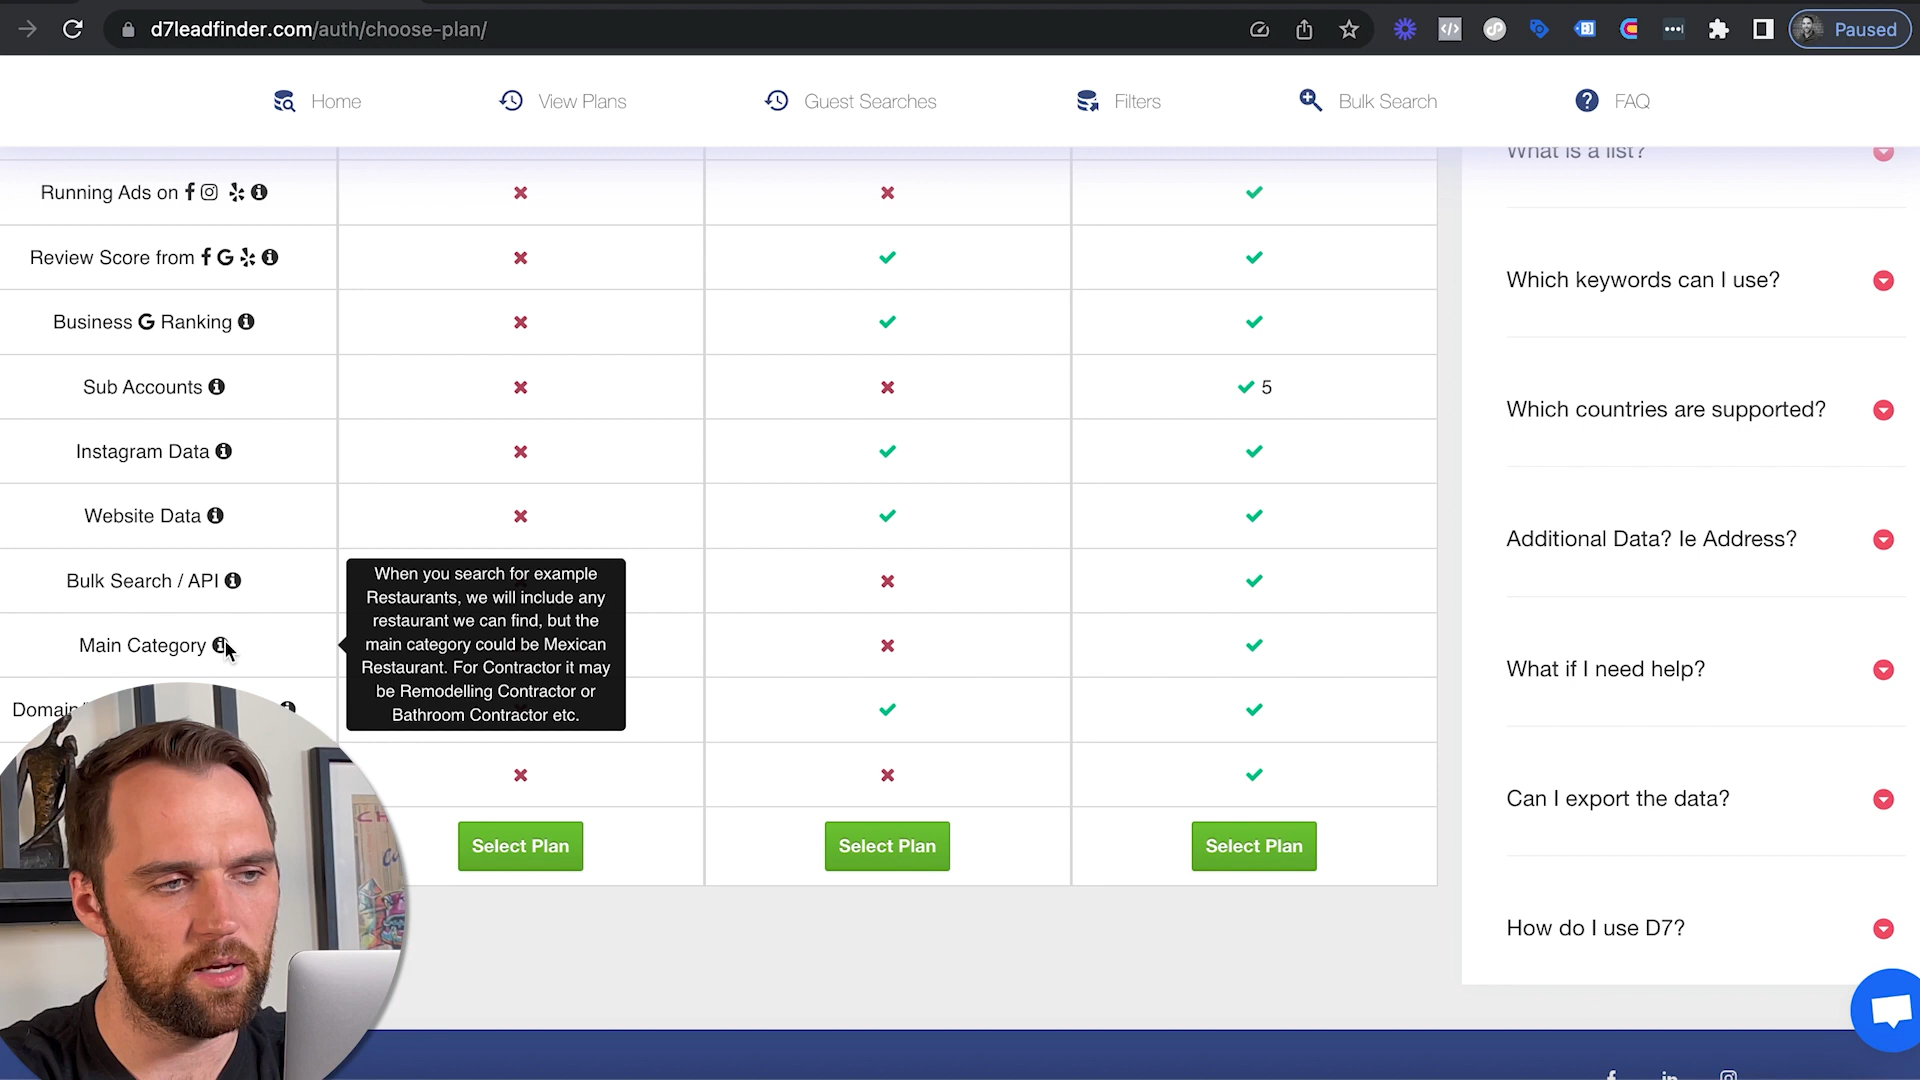 d7leadfinder.com/auth/choose-plan/
Paused
Home
View Plans
Guest Searches
Filters
Bulk Search
FAQ
Running Ads on
Review Score from
Business G Ranking
Sub Accounts
5
Instagram Data
Website Data
Bulk Search / API
Main Category
Domain
When you search for example
Restaurants, we will include any
restaurant we can find, but the
main category could be Mexican
Restaurant. For Contractor it may
be Remodelling Contractor or
Bathroom Contractor etc.
Select Plan
Select Plan
Select Plan
What is a list?
Which keywords can I use?
Which countries are supported?
Additional Data? Ie Address?
What if I need help?
Can I export the data?
How do I use D7?